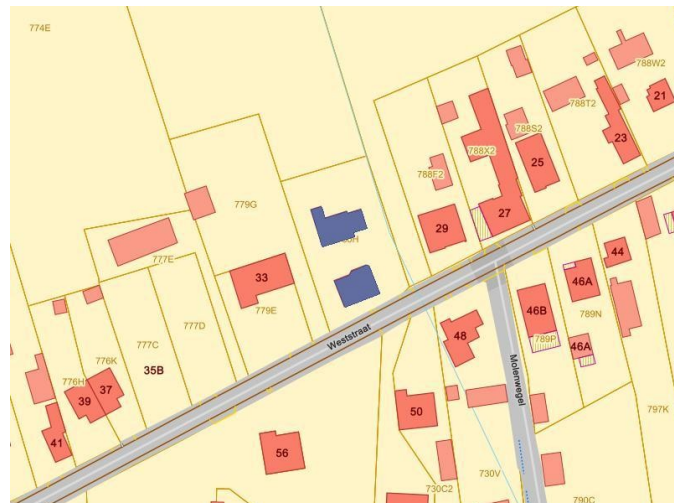 774E
788W2
21
788T2
788S2
23
25
788X2
788F2
779G
27
29
44
777E
33
46A
46B
789N
779E
777D
789P
46A
48
Weststraat
777C
Molenwegel
776K
35B
776H
37
39
797K
50
41
56
730V
730C2
790C